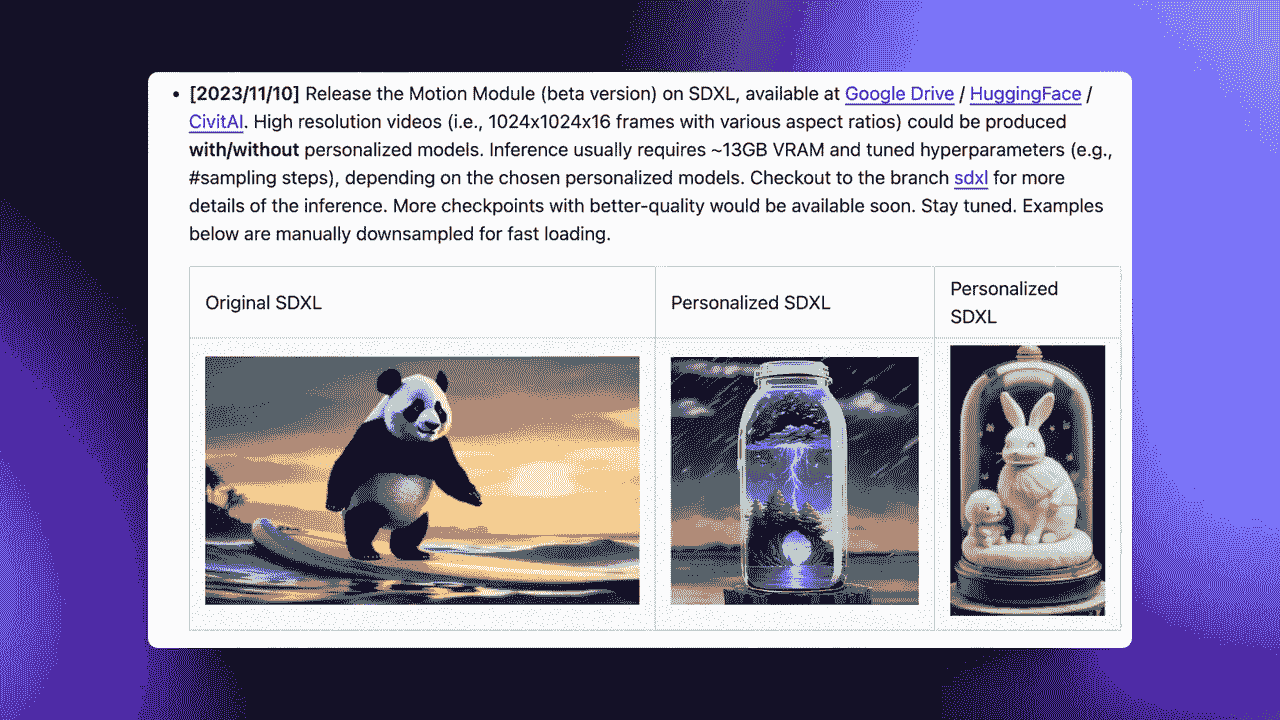 • [2023/11/10] Release the Motion Module (beta version) on SDXL, available at Google Drive / HuggingFace /
CivitAI. High resolution videos (i.e., 1024x1024x16 frames with various aspect ratios) could be produced
with/without personalized models. Inference usually requires ~13GB VRAM and tuned hyperparameters (e.g.,
#sampling steps), depending on the chosen personalized models. Checkout to the branch sdxl for more
details of the inference. More checkpoints with better-quality would be available soon. Stay tuned. Examples
below are manually downsampled for fast loading.
Original SDXL
Personalized SDXL
Personalized
SDXL